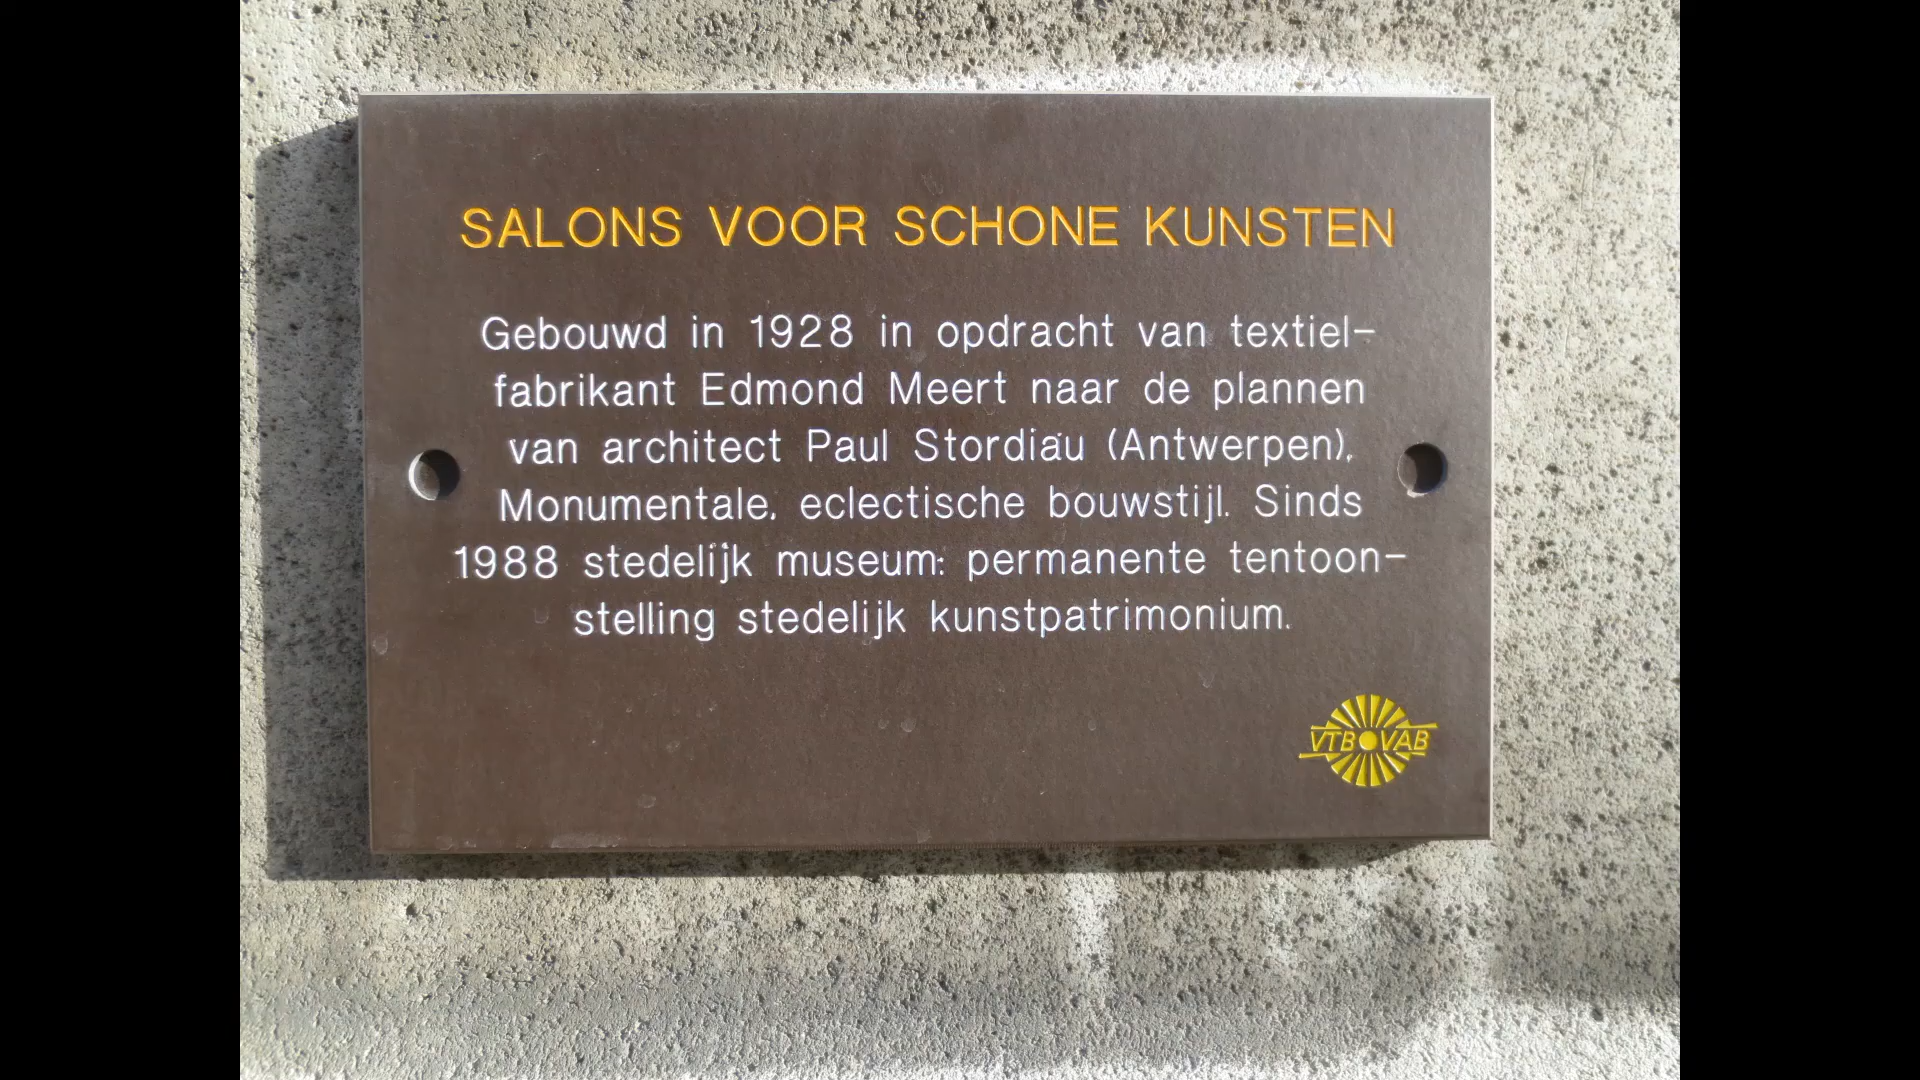 SALONS VOOR SCHONE KUNSTEN
Gebouwd in 1928 in opdracht van textiel-
fabrikant Edmond Meert naar de plannen
van architect Paul Stordiau (Antwerpen).
Monumentale, eclectische bouwstijl. Sinds
1988 stedelijk museum: permanente tentoon-
stelling stedelijk kunstpatrimonium.
VTB VAB